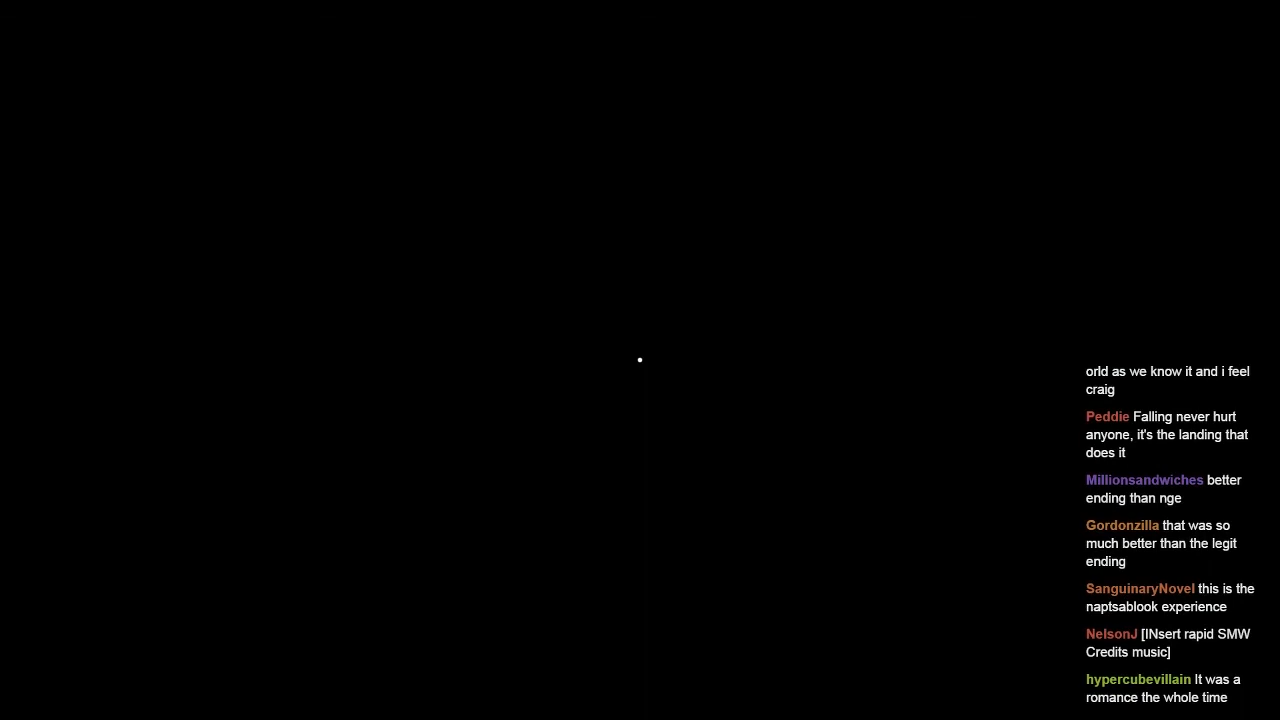 orld as we know it and i feel
craig
Peddie Falling never hurt
anyone, it's the landing that
does it
Millionsandwiches better
ending than nge
Gordonzilla that was so
much better than the legit
ending
SanguinaryNovel this is the
naptsablook experience
NelsonJ [INsert rapid SMW
Credits music]
hypercubevillain It was a
romance the whole time